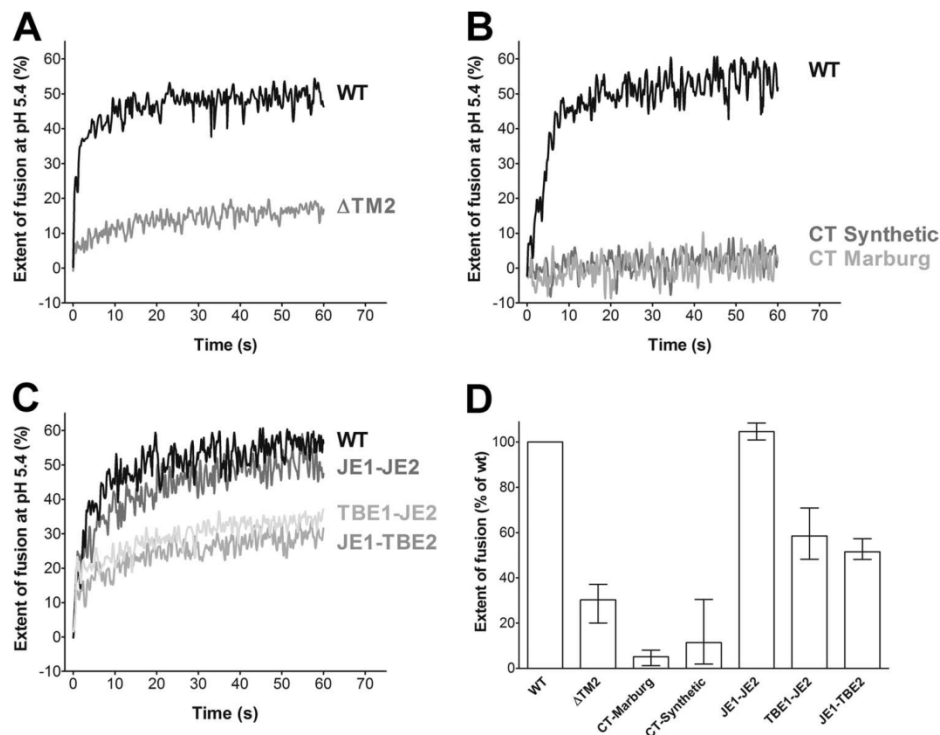 A
Extent of fusion at pH 5.4 (%)
60
50
40
30
20
10
0
-10
WT
ΔTM2
0 10 20 30 40 50 60 70
Time (s)
B
Extent of fusion at pH 5.4 (%)
60
50
40
30
20
10
0
-10
WT
CT Synthetic
CT Marburg
0 10 20 30 40 50 60 70
Time (s)
C
Extent of fusion at pH 5.4 (%)
60
50
40
30
20
10
0
-10
WT
JE1-JE2
TBE1-JE2
JE1-TBE2
0 10 20 30 40 50 60 70
Time (s)
D
Extent of fusion (% of wt)
100
80
60
40
20
0
WT
ΔTM2
CT-Marburg
CT-Synthetic
JE1-JE2
TBE1-JE2
JE1-TBE2